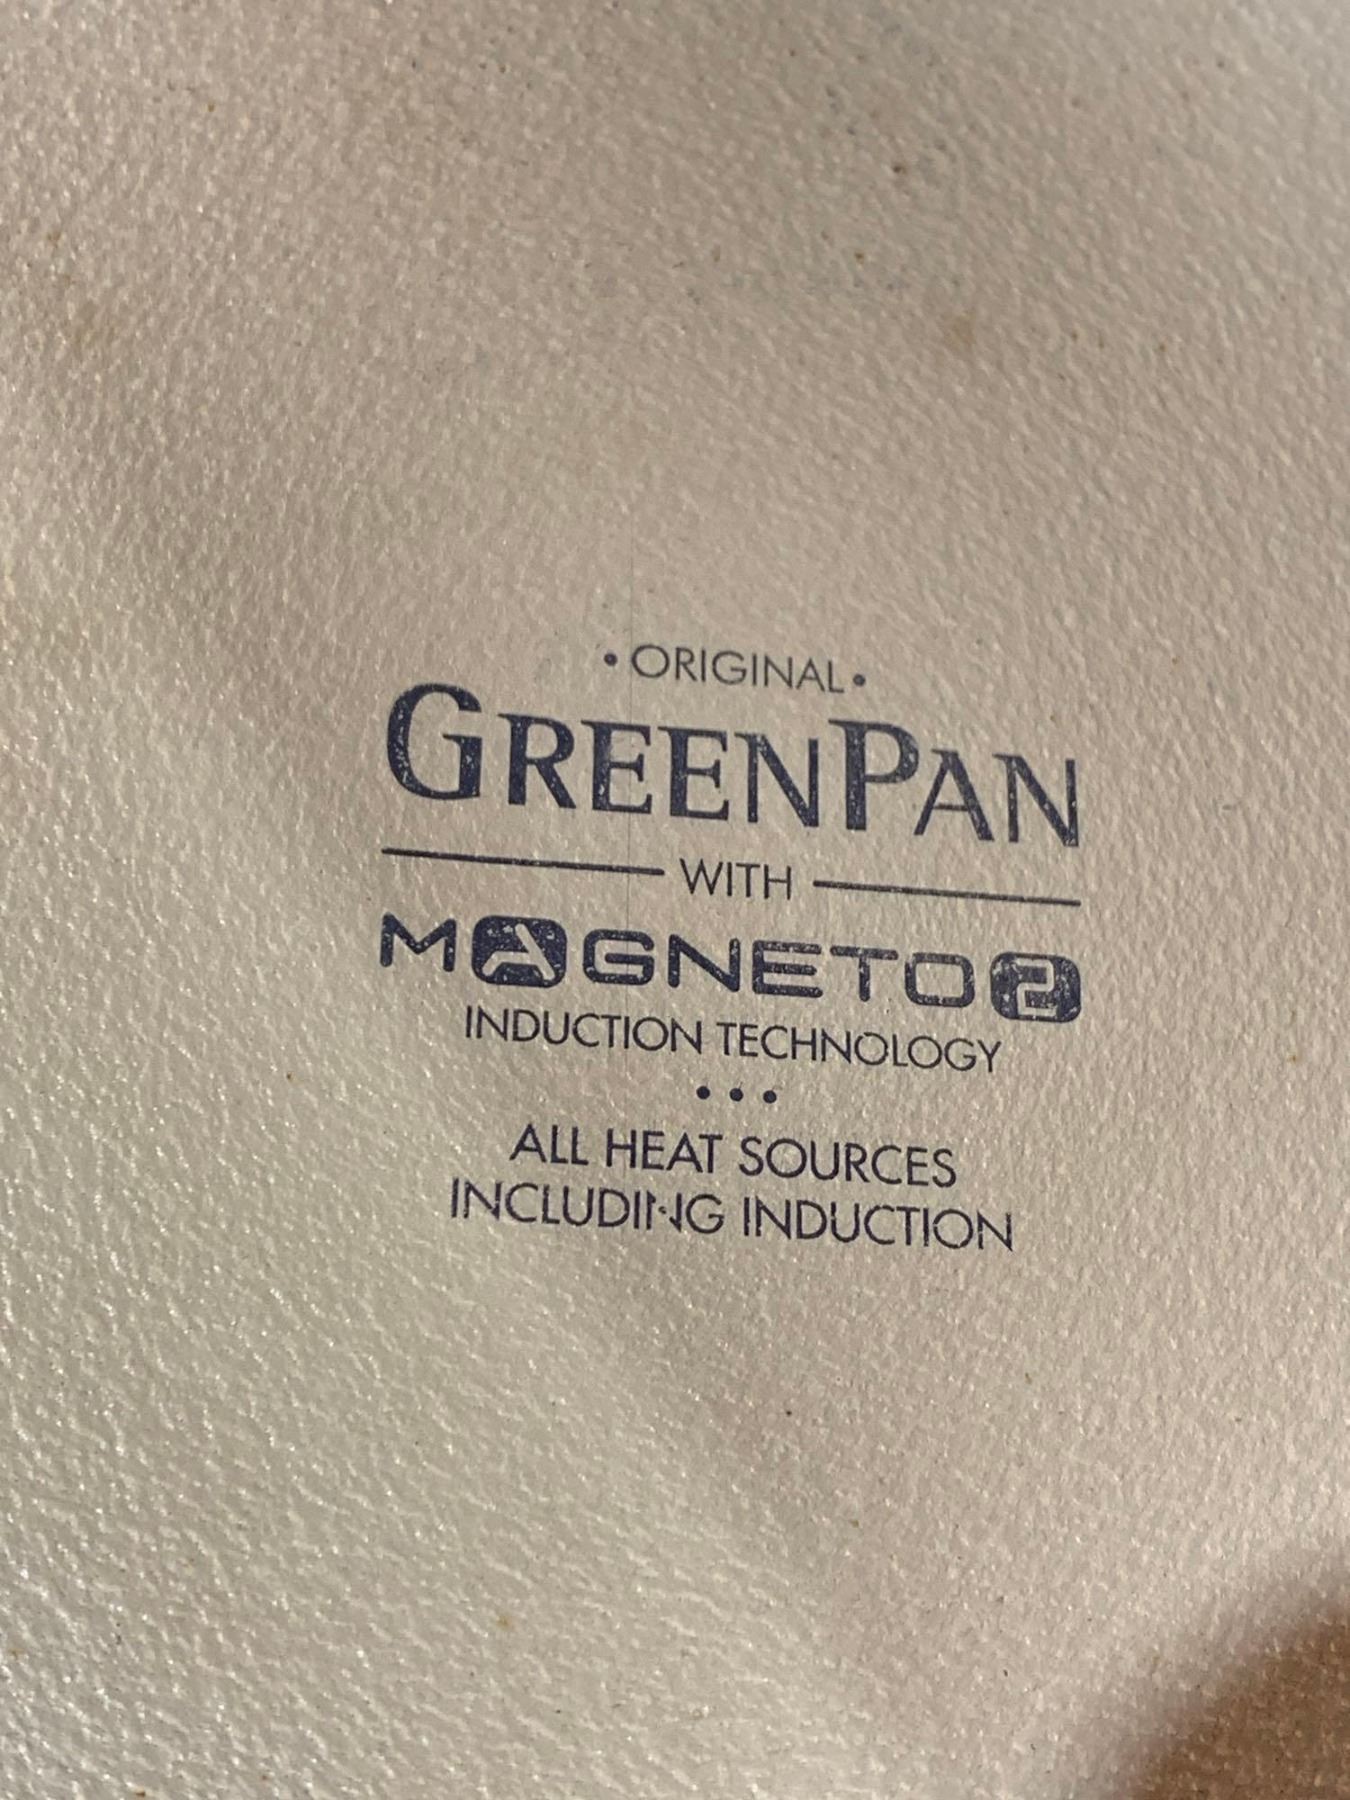 • ORIGINAL •
GREENPAN
WITH
MAGNETO2
INDUCTION TECHNOLOGY
• • •
ALL HEAT SOURCES
INCLUDING INDUCTION